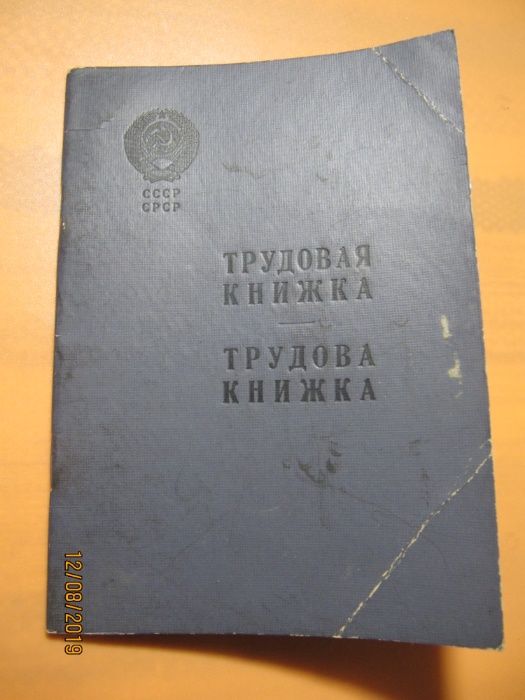 СССР
СРСР
ТРУДОВАЯ
КНИЖКА
ТРУДОВА
КНИЖКА
12/08/2019